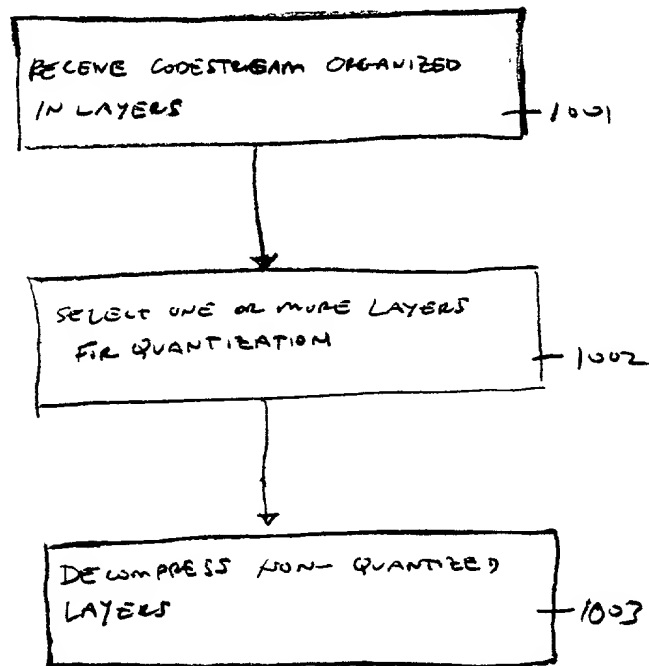 RECEIVE CODESTREAM ORGANIZED
IN LAYERS
1001
SELECT ONE OR MORE LAYERS
FOR QUANTIZATION
1002
DECOMPRESS NON-QUANTIZED
LAYERS
1003